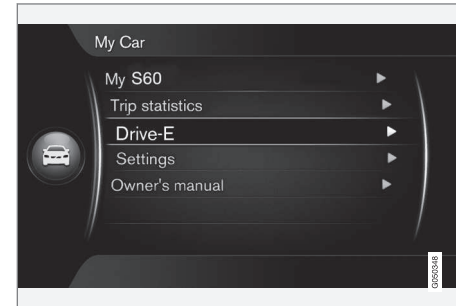 My Car
My S60
Trip statistics
Drive-E
Settings
Owner's manual
G050348